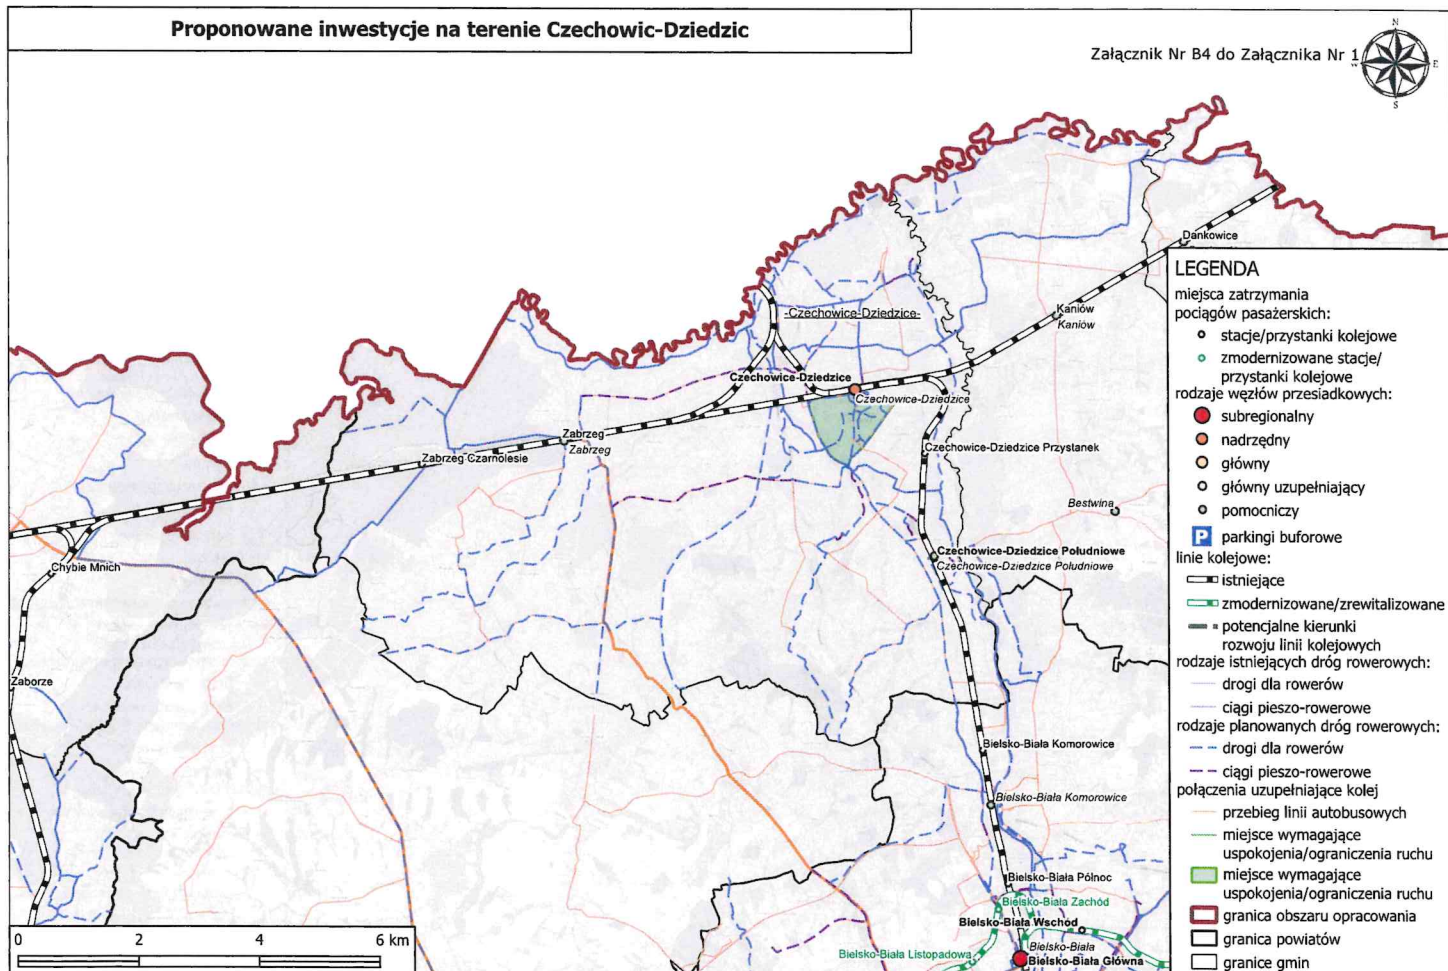 Proponowane inwestycje na terenie Czechowic-Dziedzic
Załącznik Nr B4 do Załącznika Nr 1
N
W
E
S
Dankowice
Kaniów
Kaniów
-Czechowice-Dziedzice-
Czechowice-Dziedzice
Czechowice-Dziedzice
Zabrzeg
Zabrzeg
Zabrzeg Czarnolesie
Czechowice-Dziedzice Przystanek
Bestwina
Czechowice-Dziedzice Południowe
Czechowice-Dziedzice Południowe
Chybie Mnich
Zaborze
Bielsko-Biała Komorowice
Bielsko-Biała Komorowice
Bielsko-Biała Północ
Bielsko-Biała Zachód
Bielsko-Biała Wschód
Bielsko-Biała
Bielsko-Biała Listopadowa
Bielsko-Biała Główna
0 2 4 6 km
LEGENDA
miejsca zatrzymania
pociągów pasażerskich:
stacje/przystanki kolejowe
zmodernizowane stacje/
przystanki kolejowe
rodzaje węzłów przesiadkowych:
subregionalny
nadrzędny
główny
główny uzupełniający
pomocniczy
P parkingi buforowe
linie kolejowe:
istniejące
zmodernizowane/zrewitalizowane
potencjalne kierunki
rozwoju linii kolejowych
rodzaje istniejących dróg rowerowych:
drogi dla rowerów
ciągi pieszo-rowerowe
rodzaje planowanych dróg rowerowych:
drogi dla rowerów
ciągi pieszo-rowerowe
połączenia uzupełniające kolej
przebieg linii autobusowych
miejsce wymagające
uspokojenia/ograniczenia ruchu
miejsce wymagające
uspokojenia/ograniczenia ruchu
granica obszaru opracowania
granica powiatów
granice gmin